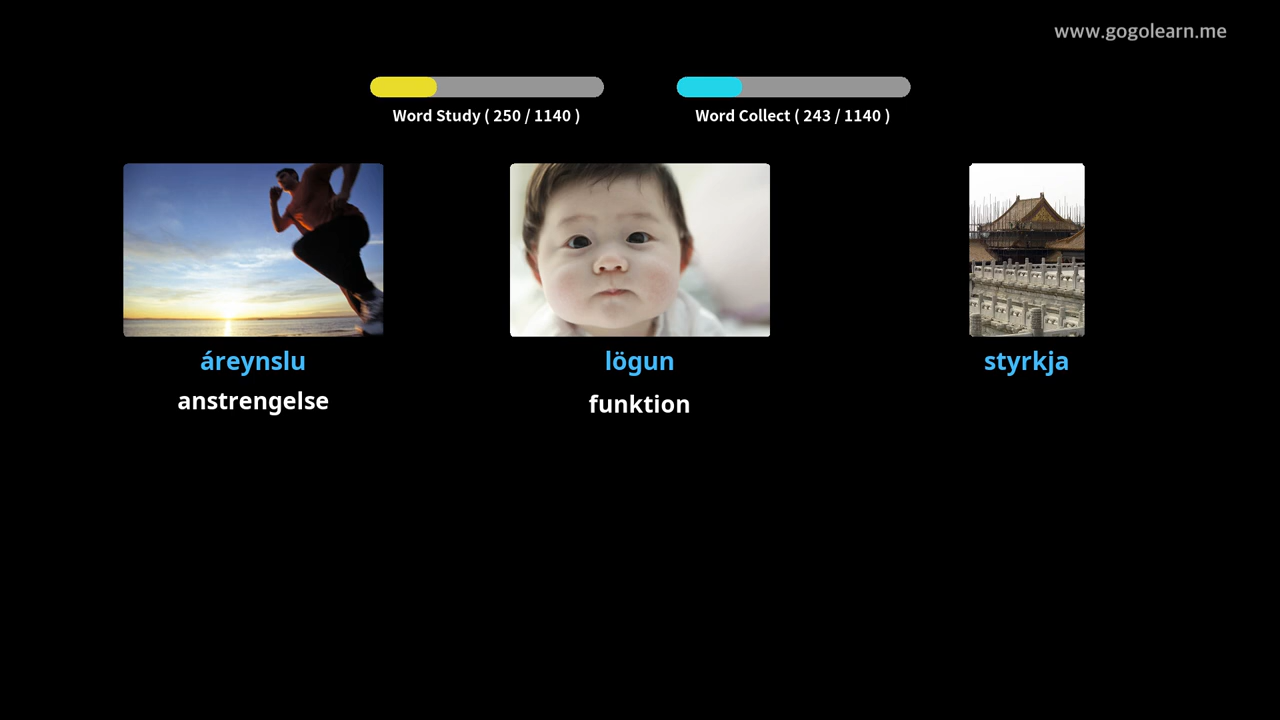 www.gogolearn.me
Word Study ( 250 / 1140 )
Word Collect ( 243 / 1140 )
áreynslu
lögun
styrkja
anstrengelse
funktion